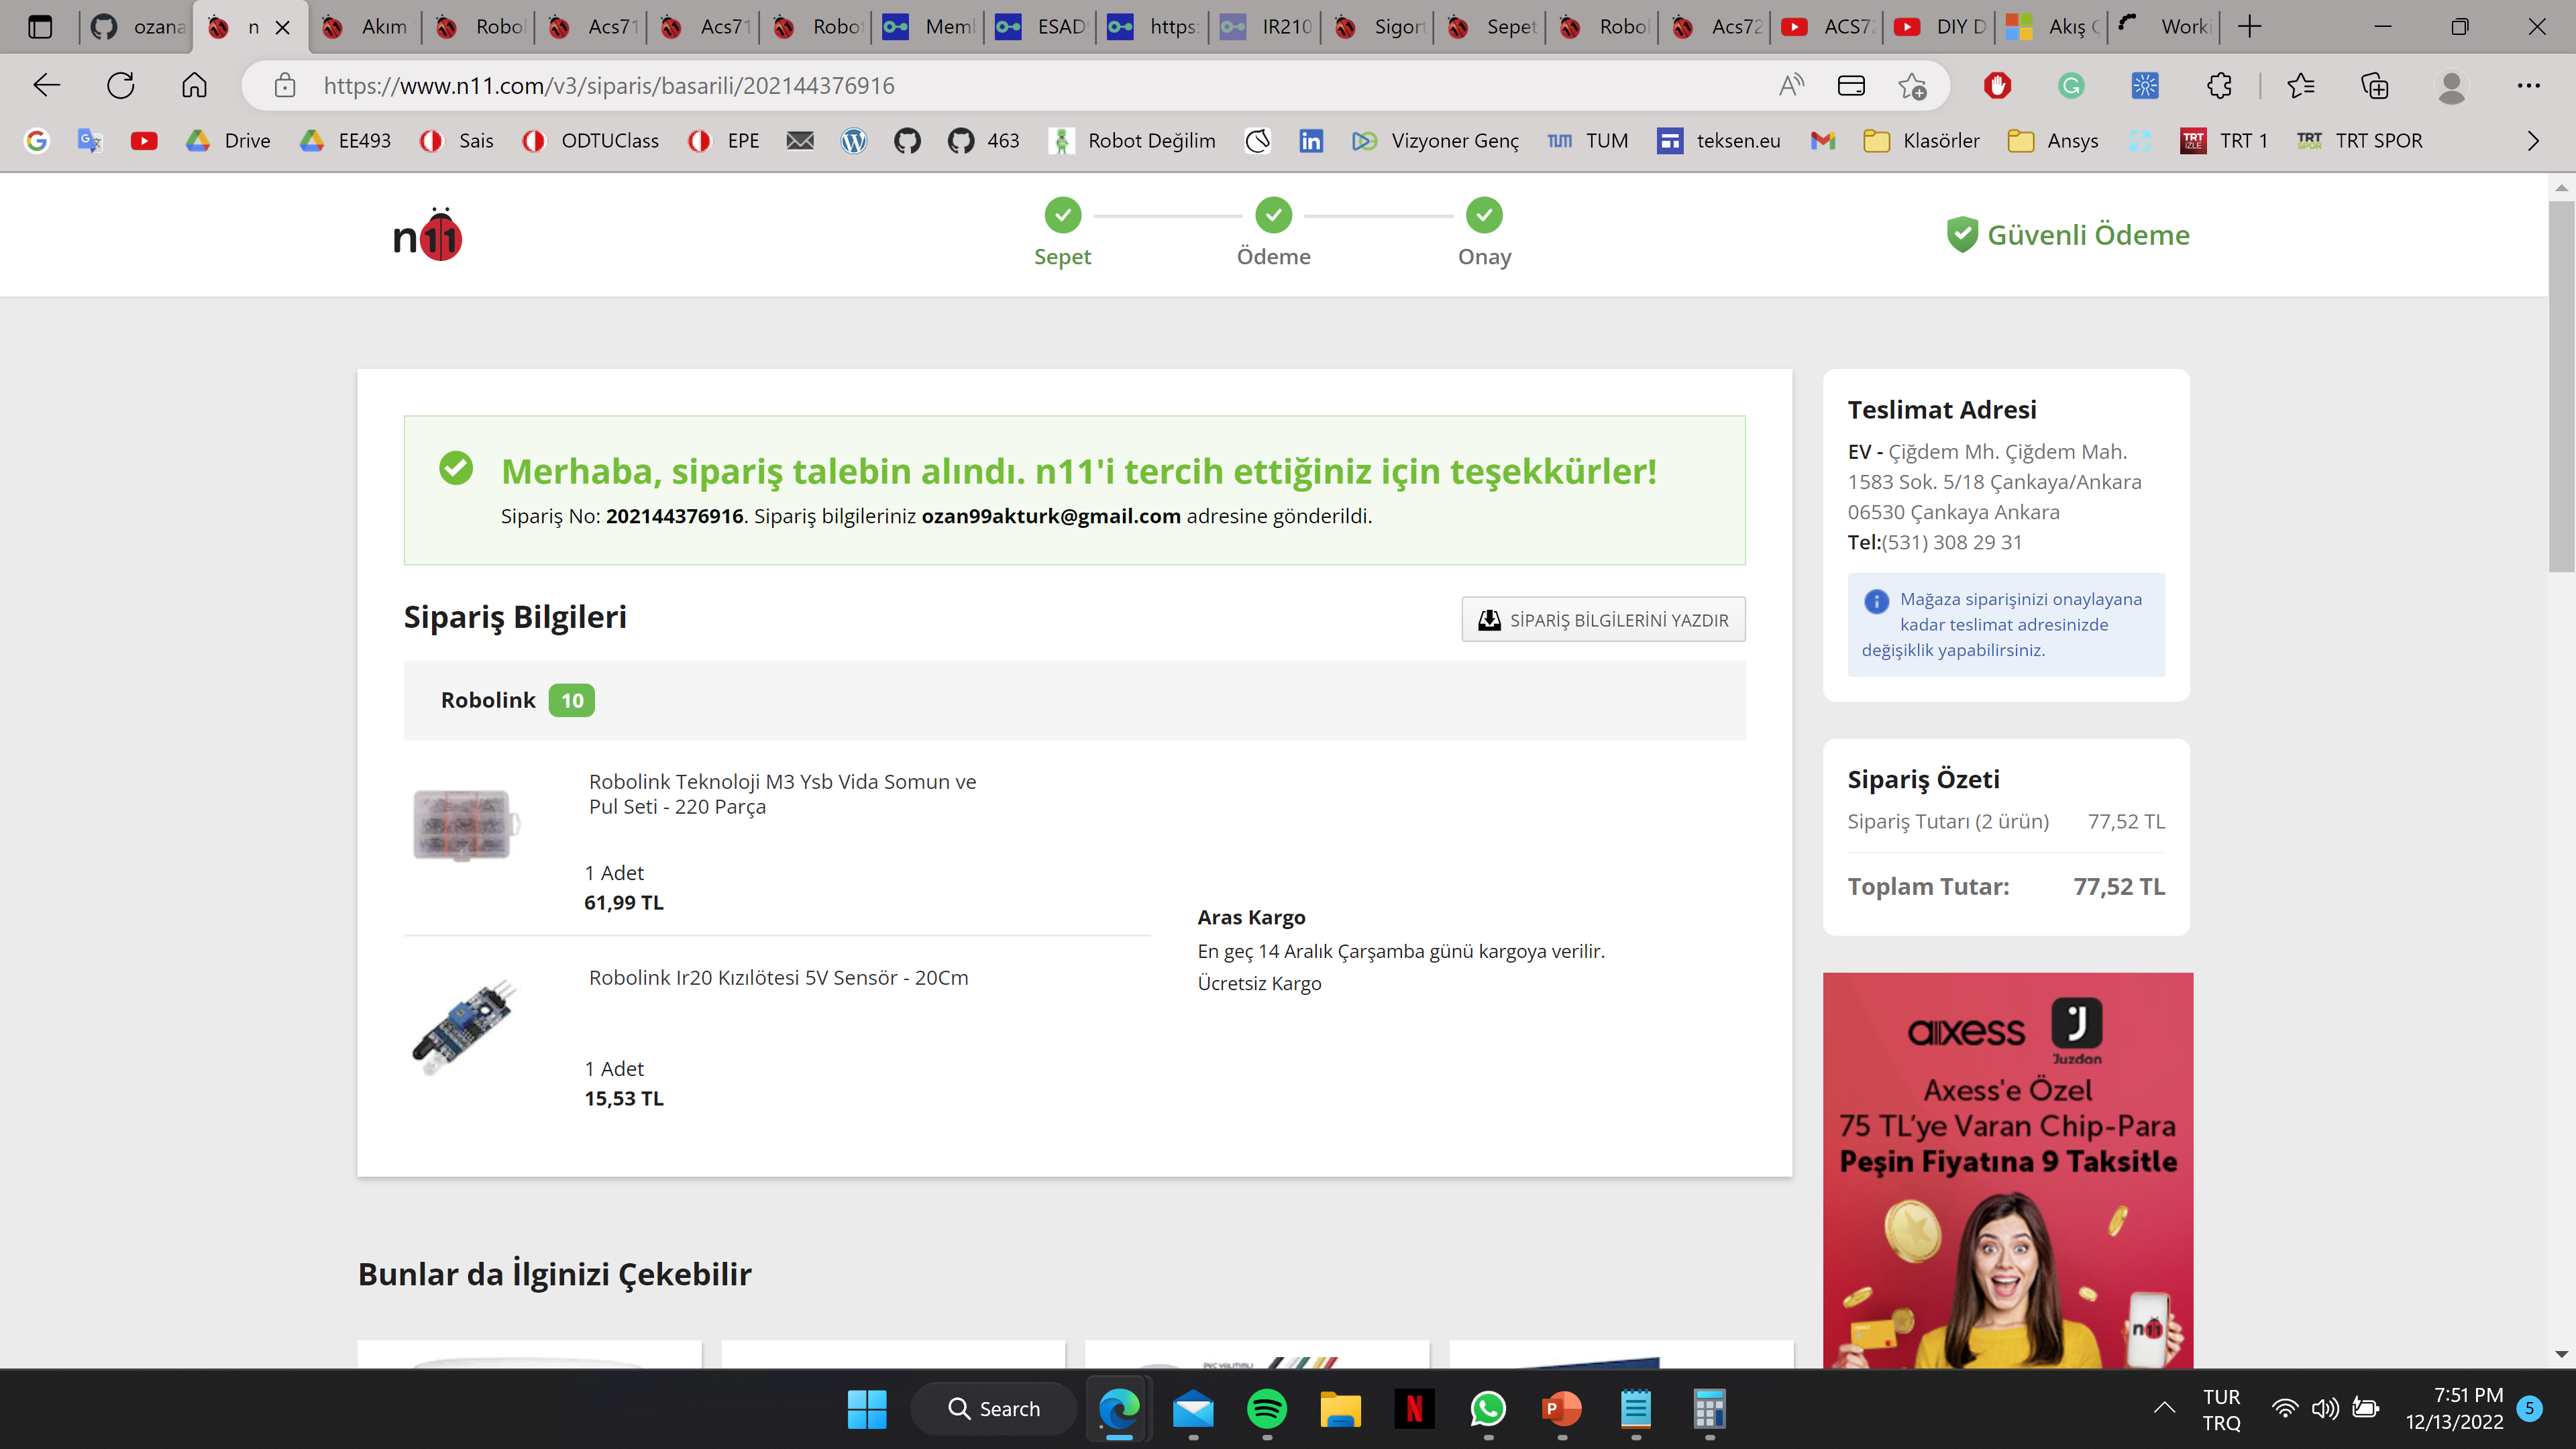 ozana
n
Akım
Robol
Acs71
Acs71
Robot
Memb
ESAD
https:
IR210
Sigort
Sepet
Robol
Acs72
ACS7
DIY D
Akış Ç
Worki
https://www.n11.com/v3/siparis/basarili/202144376916
Drive
EE493
Sais
ODTUClass
EPE
463
Robot Değilim
Vizyoner Genç
TUM
teksen.eu
Klasörler
Ansys
TRT 1
TRT SPOR
n11
Sepet
Ödeme
Onay
Güvenli Ödeme
Merhaba, sipariş talebin alındı. n11'i tercih ettiğiniz için teşekkürler!
Sipariş No: 202144376916. Sipariş bilgileriniz ozan99akturk@gmail.com adresine gönderildi.
Sipariş Bilgileri
SİPARİŞ BİLGİLERİNİ YAZDIR
Robolink 10
Robolink Teknoloji M3 Ysb Vida Somun ve
Pul Seti - 220 Parça
1 Adet
61,99 TL
Robolink Ir20 Kızılötesi 5V Sensör - 20Cm
1 Adet
15,53 TL
Aras Kargo
En geç 14 Aralık Çarşamba günü kargoya verilir.
Ücretsiz Kargo
Teslimat Adresi
EV - Çiğdem Mh. Çiğdem Mah.
1583 Sok. 5/18 Çankaya/Ankara
06530 Çankaya Ankara
Tel:(531) 308 29 31
Mağaza siparişinizi onaylayana
kadar teslimat adresinizde
değişiklik yapabilirsiniz.
Sipariş Özeti
Sipariş Tutarı (2 ürün) 77,52 TL
Toplam Tutar: 77,52 TL
axess
Juzdan
Axess'e Özel
75 TL'ye Varan Chip-Para
Peşin Fiyatına 9 Taksitle
n11
Bunlar da İlginizi Çekebilir
Search
TUR
TRQ
7:51 PM
12/13/2022
5